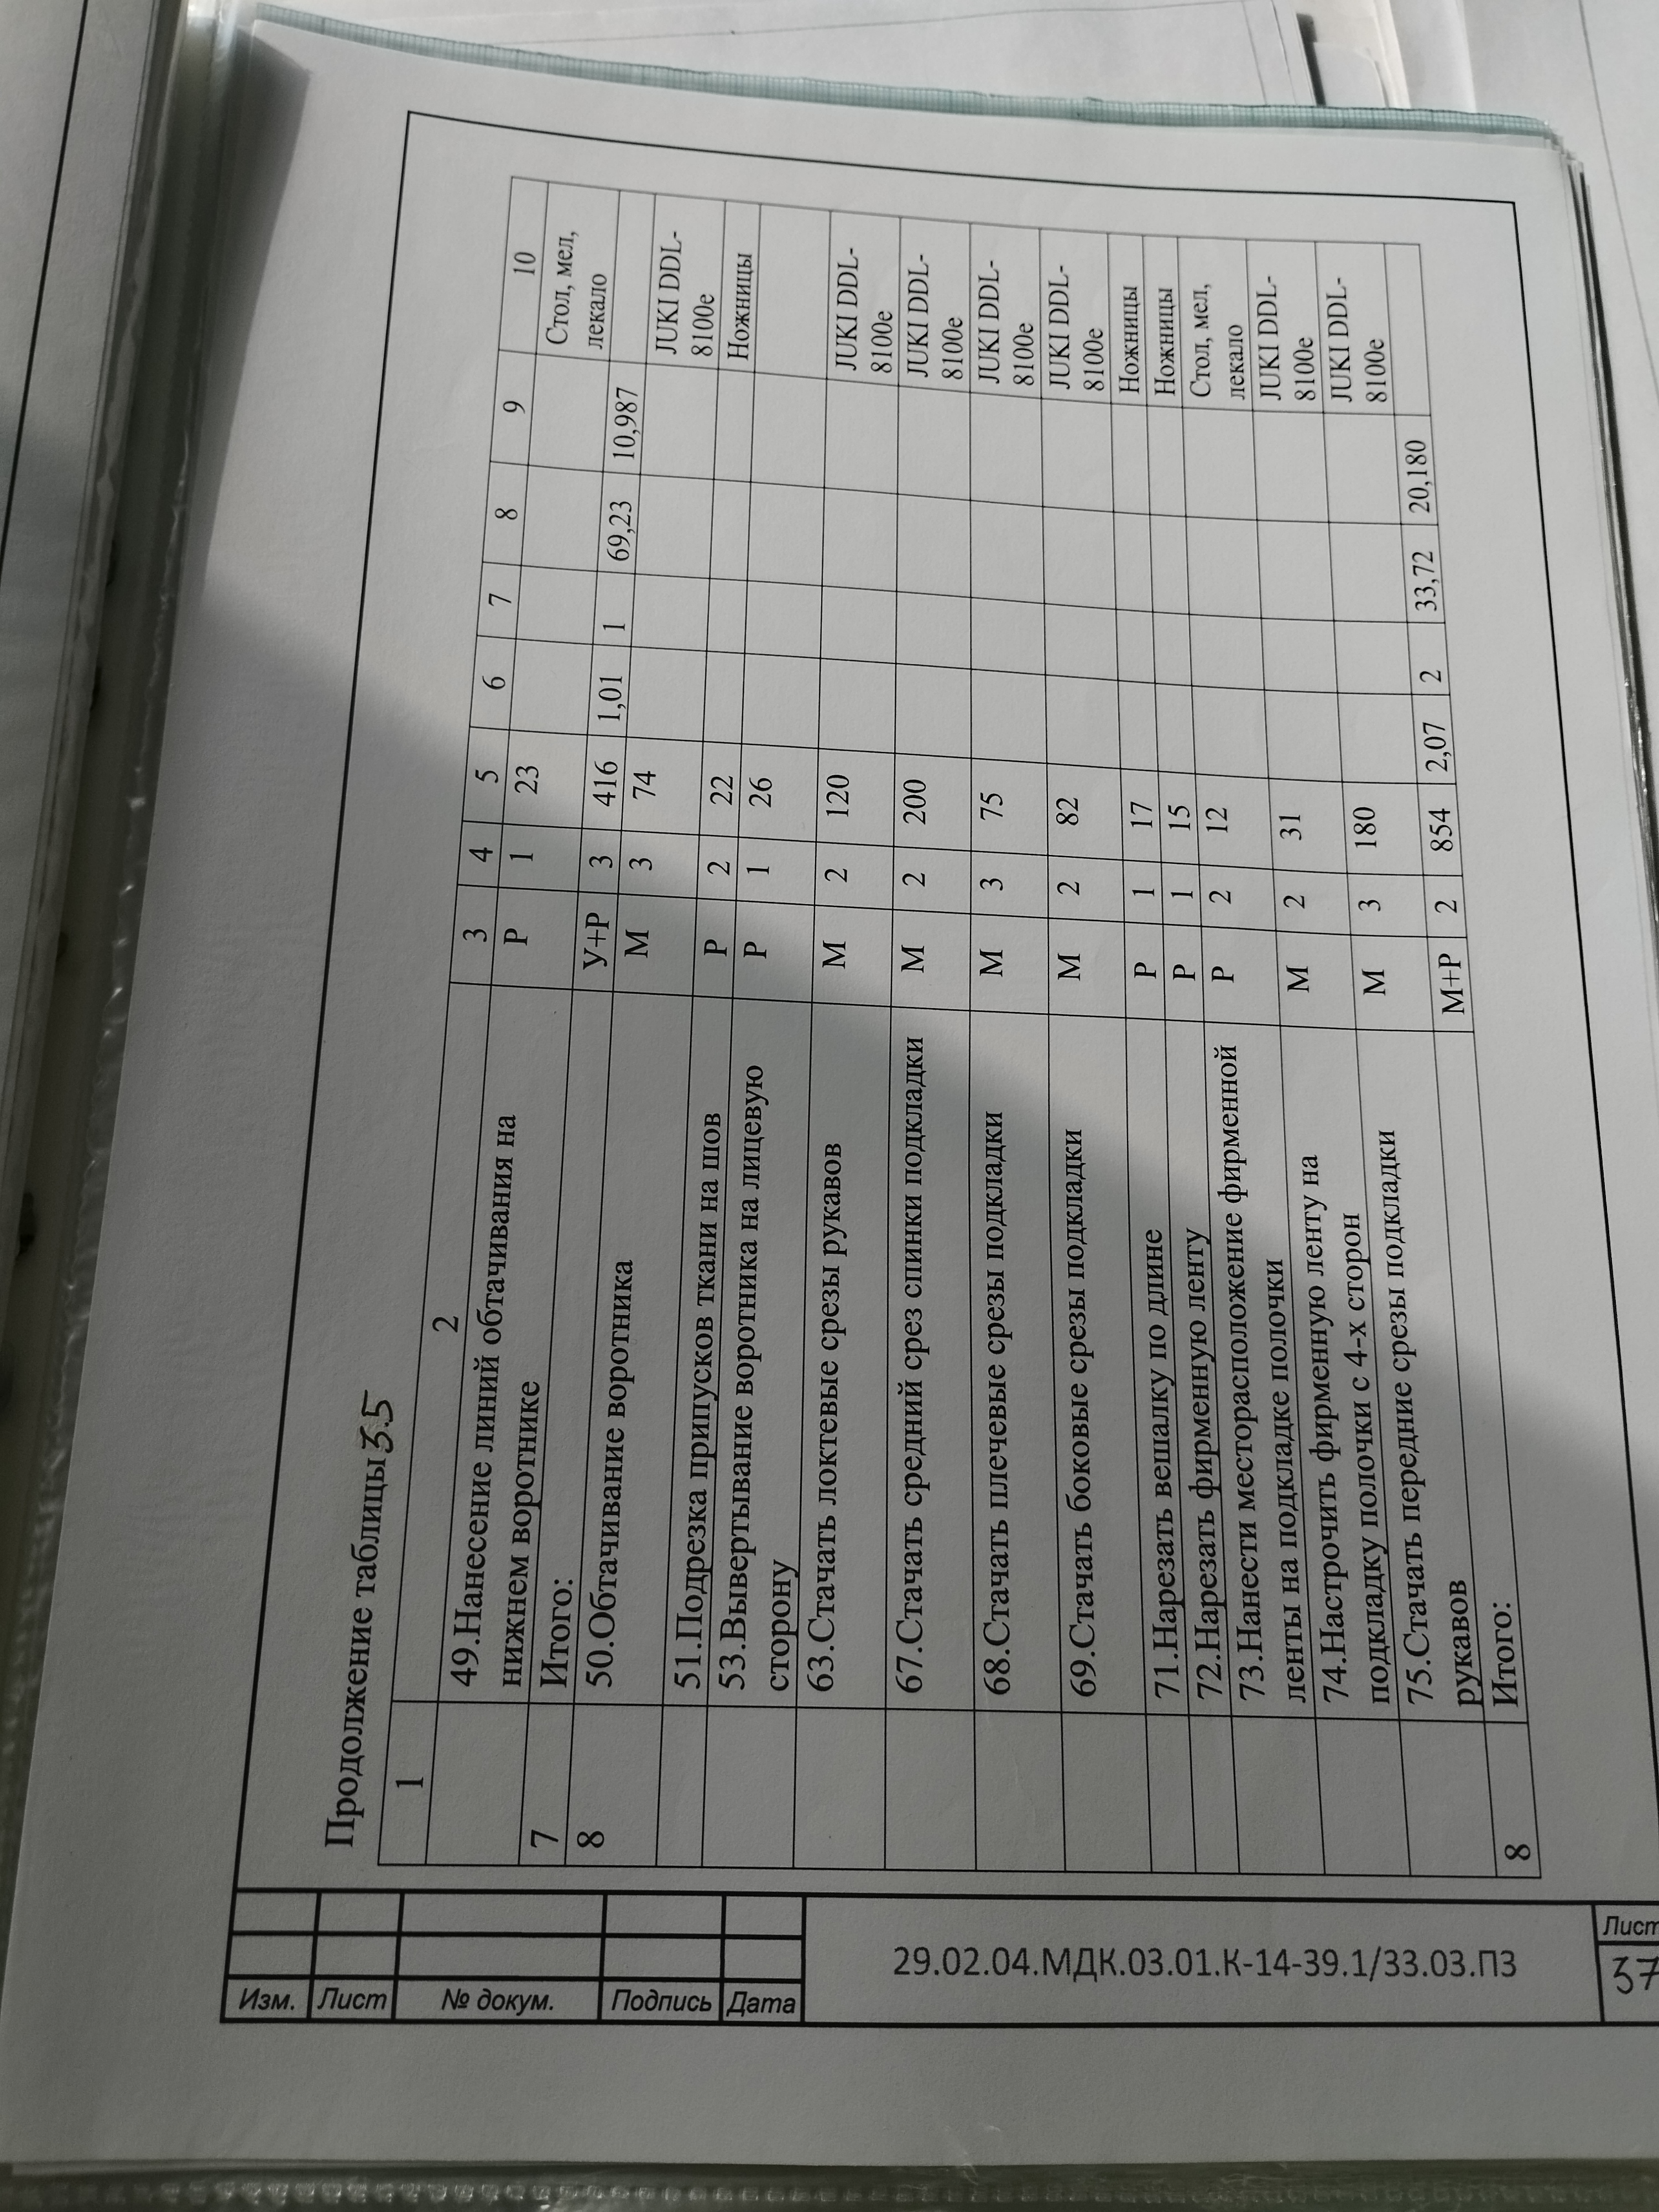 Продолжение таблицы 3.5
1 2 3 4 5 6 7 8 9 10
49.Нанесение линий обтачивания на Р 1 23 Стол, мел,
нижнем воротнике лекало
7 Итого: У+Р 3 416 1,01 1 69,23 10,987
8 50.Обтачивание воротника М 3 74 JUKI DDL-
8100e
51.Подрезка припусков ткани на шов Р 2 22 Ножницы
53.Вывертывание воротника на лицевую Р 1 26
сторону
63.Стачать локтевые срезы рукавов М 2 120 JUKI DDL-
8100e
67.Стачать средний срез спинки подкладки М 2 200 JUKI DDL-
8100e
68.Стачать плечевые срезы подкладки М 3 75 JUKI DDL-
8100e
69.Стачать боковые срезы подкладки М 2 82 JUKI DDL-
8100e
71.Нарезать вешалку по длине Р 1 17 Ножницы
72.Нарезать фирменную ленту Р 1 15 Ножницы
73.Нанести месторасположение фирменной Р 2 12 Стол, мел,
ленты на подкладке полочки лекало
74.Настрочить фирменную ленту на М 2 31 JUKI DDL-
подкладку полочки с 4-х сторон 8100e
75.Стачать передние срезы подкладки М 3 180 JUKI DDL-
рукавов 8100e
8 Итого: М+Р 2 854 2,07 2 33,72 20,180
Изм. Лист № докум. Подпись Дата
29.02.04.МДК.03.01.К-14-39.1/33.03.ПЗ
Лист
37